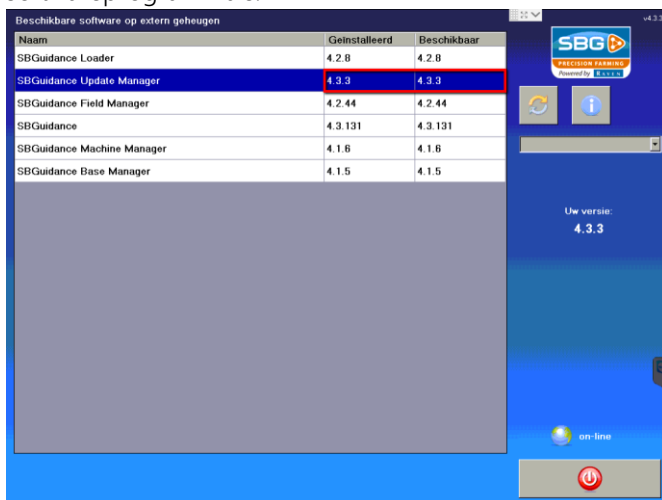 Beschikbare software op extern geheugen
v4.3.3
Naam Geïnstalleerd Beschikbaar
SBGuidance Loader 4.2.8 4.2.8
SBGuidance Update Manager 4.3.3 4.3.3
SBGuidance Field Manager 4.2.44 4.2.44
SBGuidance 4.3.131 4.3.131
SBGuidance Machine Manager 4.1.6 4.1.6
SBGuidance Base Manager 4.1.5 4.1.5
SBG
PRECISION FARMING
Powered by RAVEN
Uw versie:
4.3.3
on-line